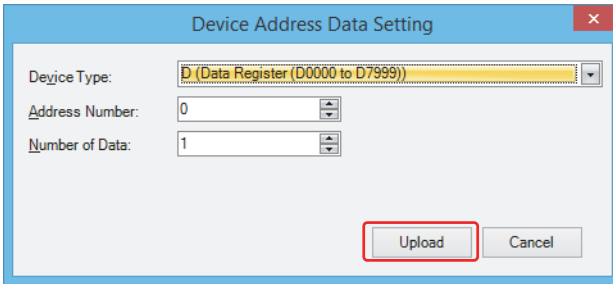 Device Address Data Setting
Device Type: D (Data Register (D0000 to D7999))
Address Number: 0
Number of Data: 1
Upload Cancel